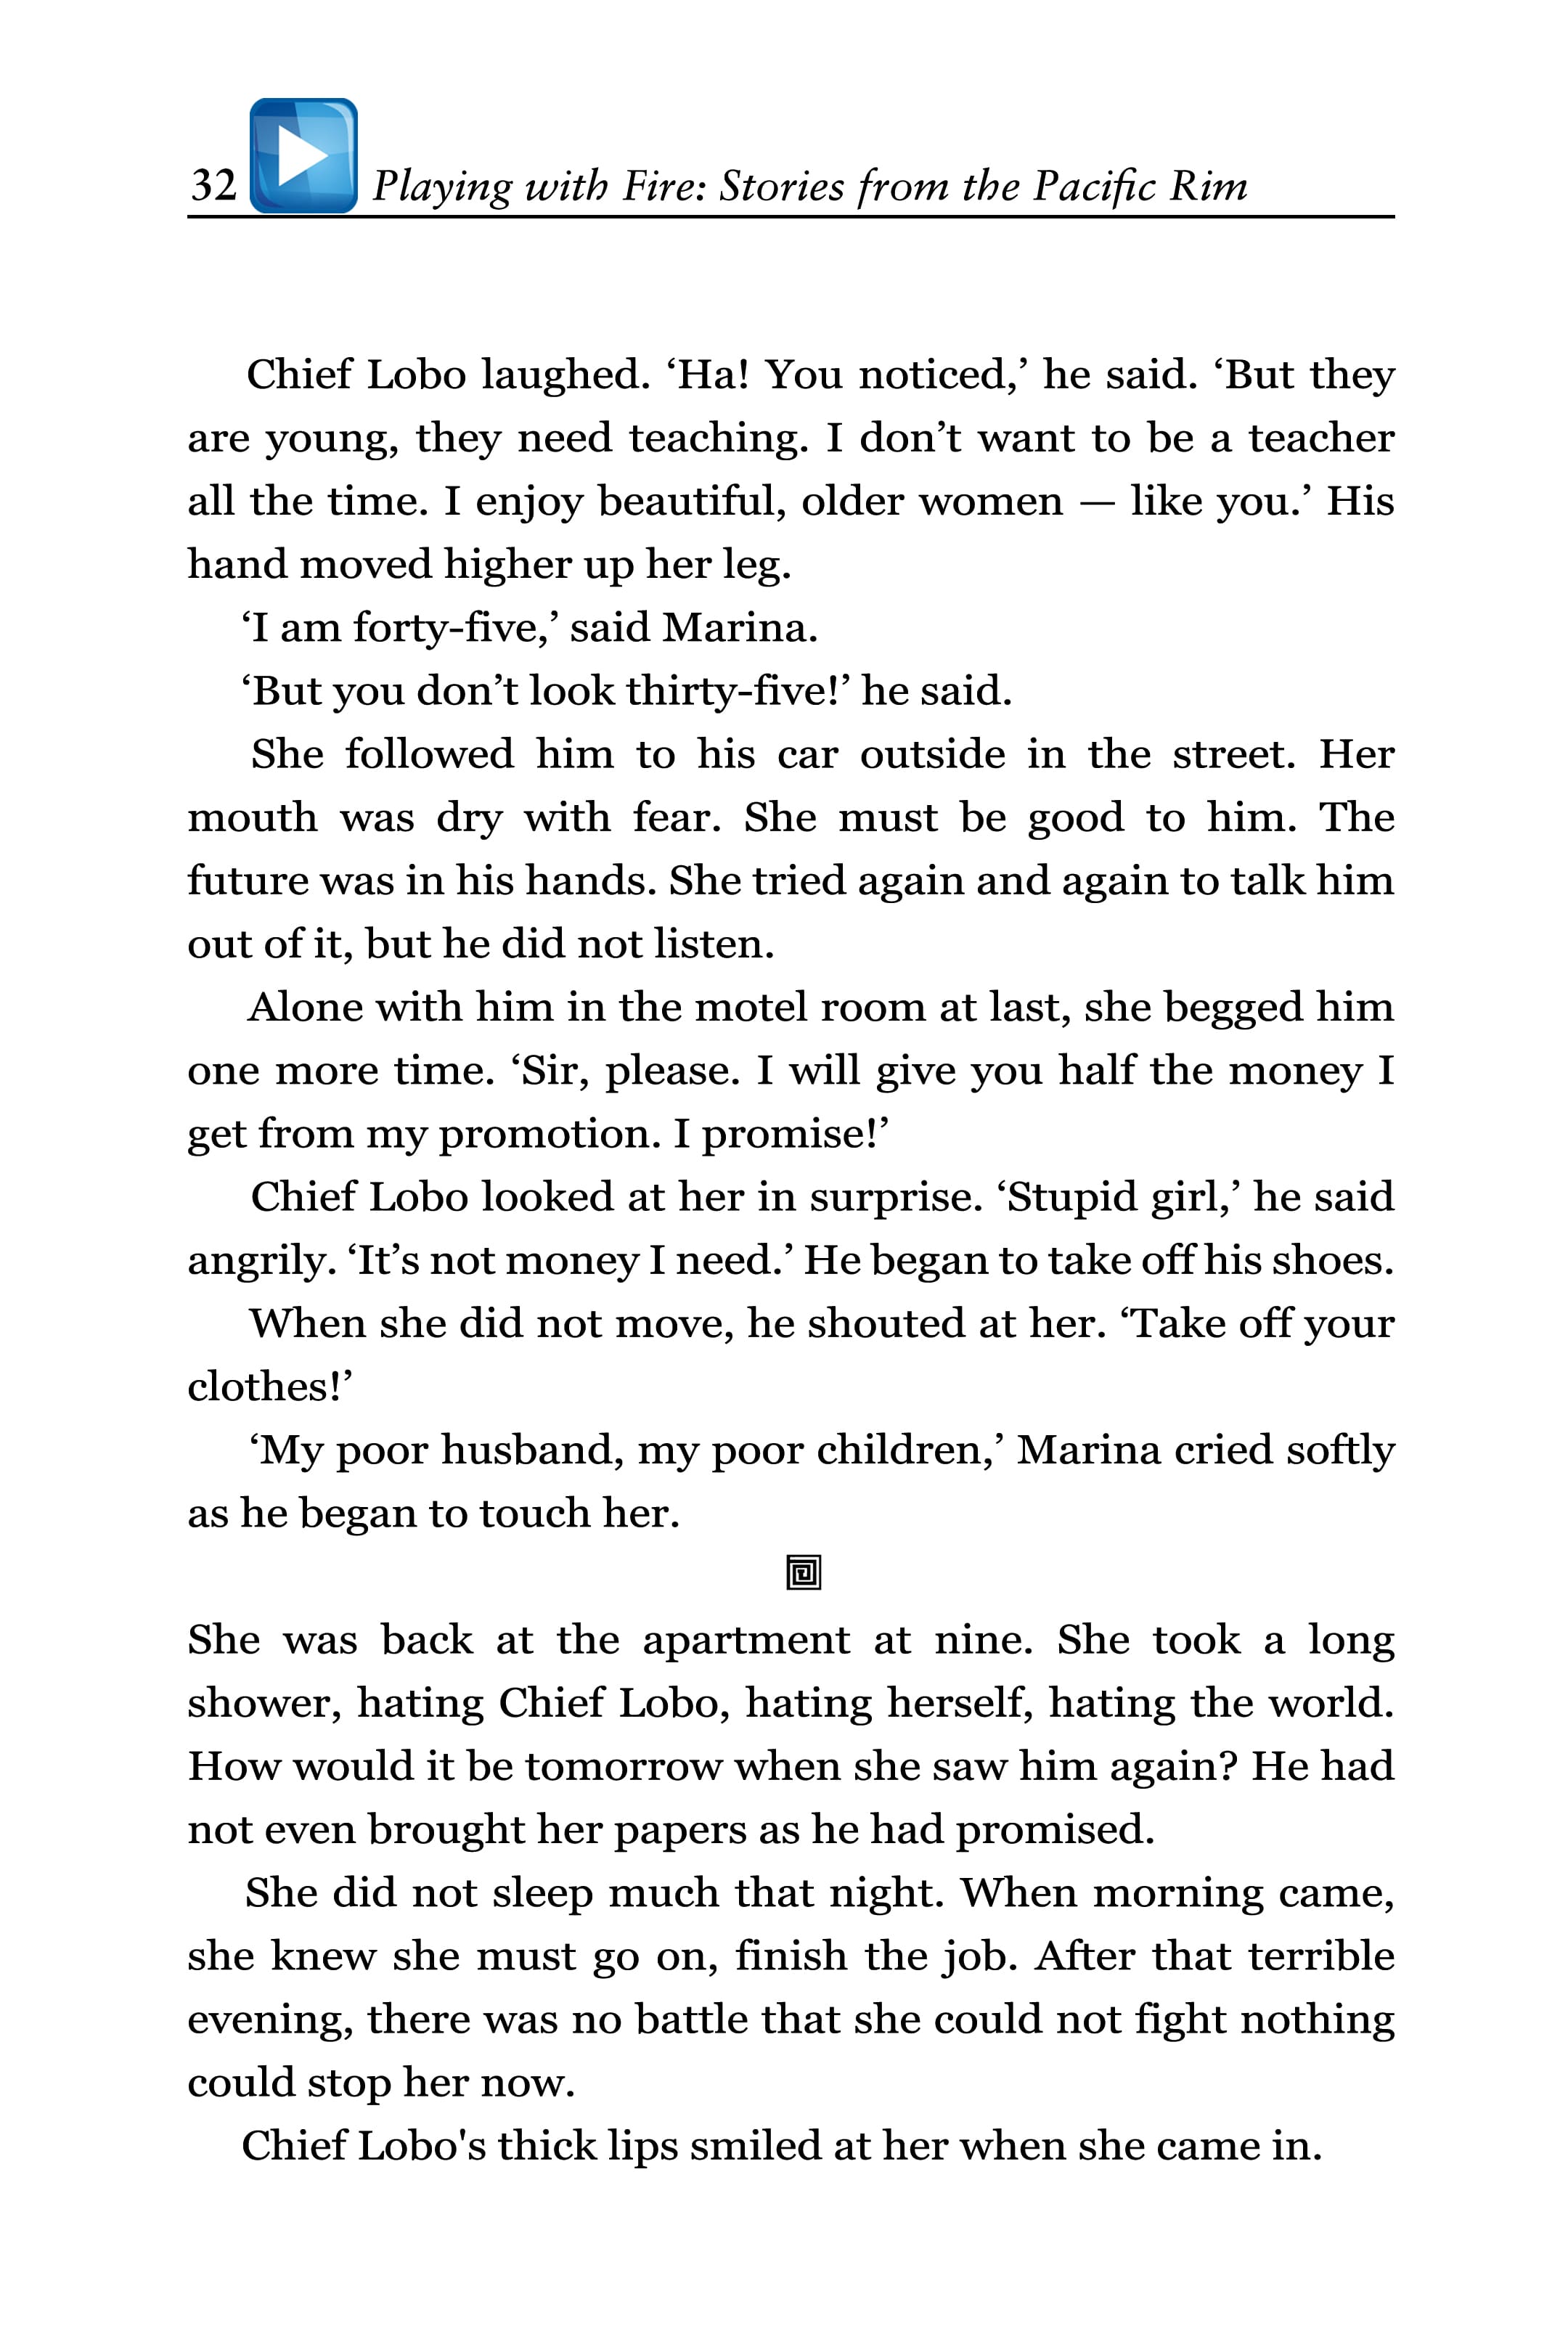 32 Playing with Fire: Stories from the Pacific Rim
Chief Lobo laughed. ‘Ha! You noticed,’ he said. ‘But they
are young, they need teaching. I don’t want to be a teacher
all the time. I enjoy beautiful, older women — like you.’ His
hand moved higher up her leg.
‘I am forty-five,’ said Marina.
‘But you don’t look thirty-five!’ he said.
She followed him to his car outside in the street. Her
mouth was dry with fear. She must be good to him. The
future was in his hands. She tried again and again to talk him
out of it, but he did not listen.
Alone with him in the motel room at last, she begged him
one more time. ‘Sir, please. I will give you half the money I
get from my promotion. I promise!’
Chief Lobo looked at her in surprise. ‘Stupid girl,’ he said
angrily. ‘It’s not money I need.’ He began to take off his shoes.
When she did not move, he shouted at her. ‘Take off your
clothes!’
‘My poor husband, my poor children,’ Marina cried softly
as he began to touch her.
She was back at the apartment at nine. She took a long
shower, hating Chief Lobo, hating herself, hating the world.
How would it be tomorrow when she saw him again? He had
not even brought her papers as he had promised.
She did not sleep much that night. When morning came,
she knew she must go on, finish the job. After that terrible
evening, there was no battle that she could not fight nothing
could stop her now.
Chief Lobo's thick lips smiled at her when she came in.